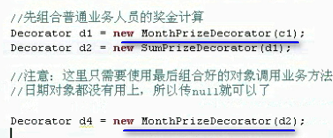 //先组合普通业务人员的奖金计算
Decorator d1 = new MonthPrizeDecorator(c1);
Decorator d2 = new SumPrizeDecorator(d1);
//注意：这里只需要使用最后组合好的对象调用业务方法
//日期对象都没有用上，所以传null就可以了
Decorator d4 = new MonthPrizeDecorator(d2);